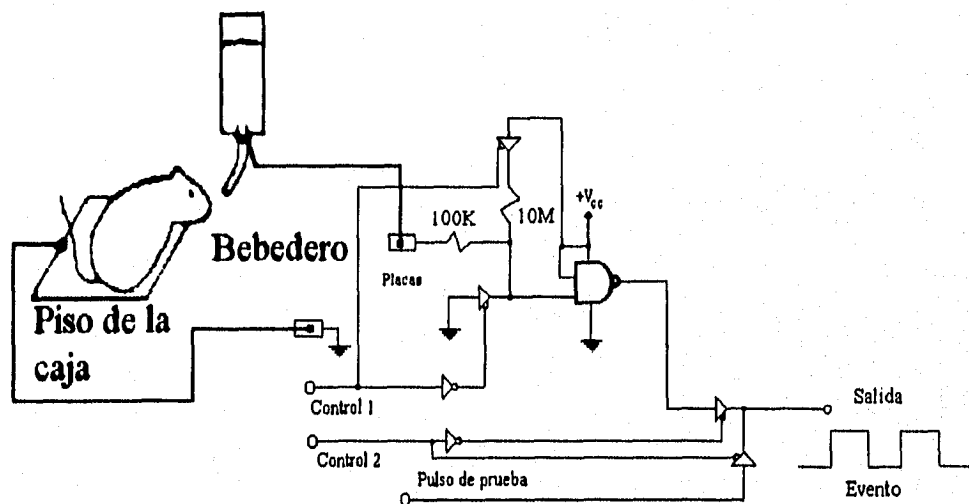 +Vcc
100K
10M
Bebedero
Placas
Piso de la
caja
Control 1
Salida
Control 2
Pulso de prueba
Evento